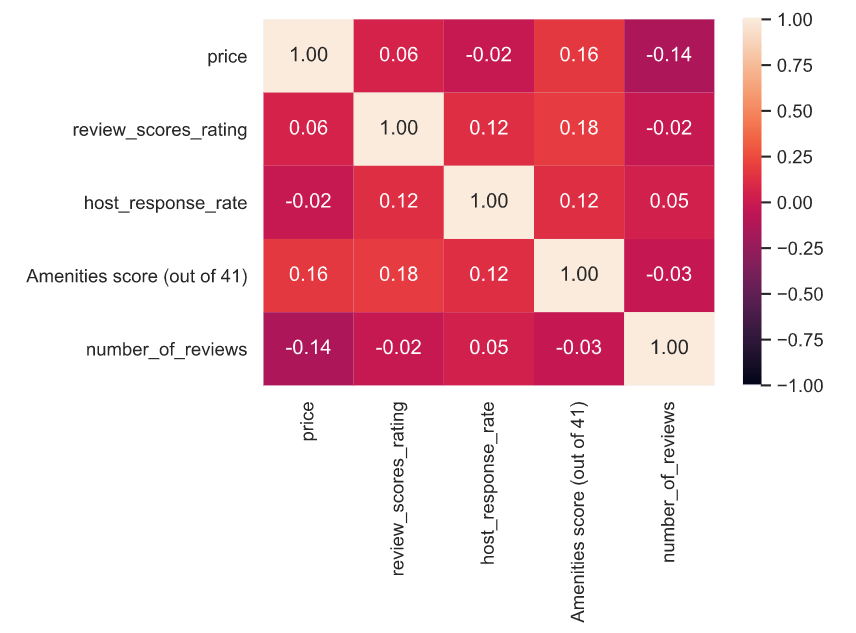 price 1.00 0.06 -0.02 0.16 -0.14
review_scores_rating 0.06 1.00 0.12 0.18 -0.02
host_response_rate -0.02 0.12 1.00 0.12 0.05
Amenities score (out of 41) 0.16 0.18 0.12 1.00 -0.03
number_of_reviews -0.14 -0.02 0.05 -0.03 1.00
price
review_scores_rating
host_response_rate
Amenities score (out of 41)
number_of_reviews
1.00
0.75
0.50
0.25
0.00
−0.25
−0.50
−0.75
−1.00